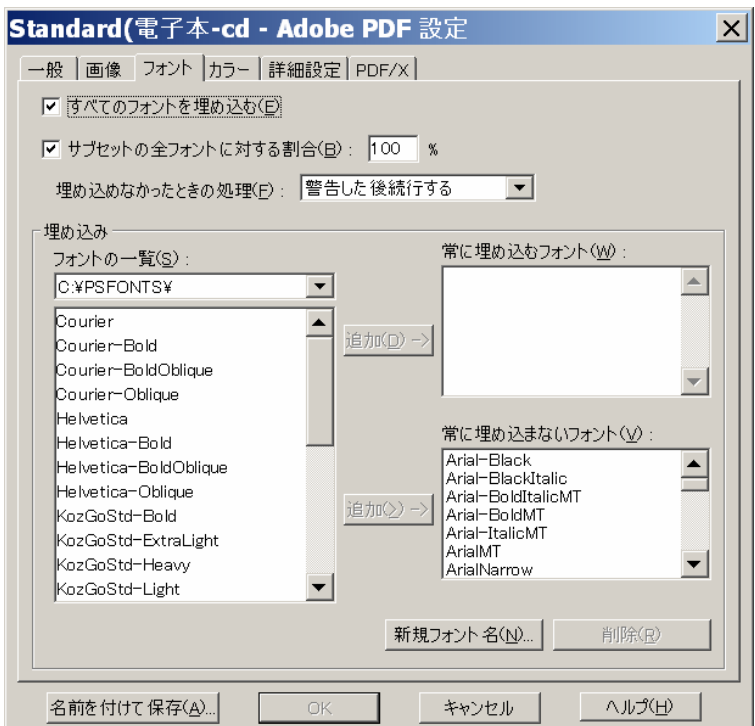 Standard(電子本-cd - Adobe PDF 設定
一般 画像 フォント カラー 詳細設定 PDF/X
すべてのフォントを埋め込む(E)
サブセットの全フォントに対する割合(B): 100 %
埋め込めなかったときの処理(F): 警告した後続行する
埋め込み
フォントの一覧(S):
C:¥PSFONTS¥
Courier
Courier-Bold
Courier-BoldOblique
Courier-Oblique
Helvetica
Helvetica-Bold
Helvetica-BoldOblique
Helvetica-Oblique
KozGoStd-Bold
KozGoStd-ExtraLight
KozGoStd-Heavy
KozGoStd-Light
追加(D) ->
追加(>) ->
常に埋め込むフォント(W):
常に埋め込まないフォント(V):
Arial-Black
Arial-BlackItalic
Arial-BoldItalicMT
Arial-BoldMT
Arial-ItalicMT
ArialMT
ArialNarrow
新規フォント名(N)... 削除(R)
名前を付けて保存(A)... OK キャンセル ヘルプ(H)